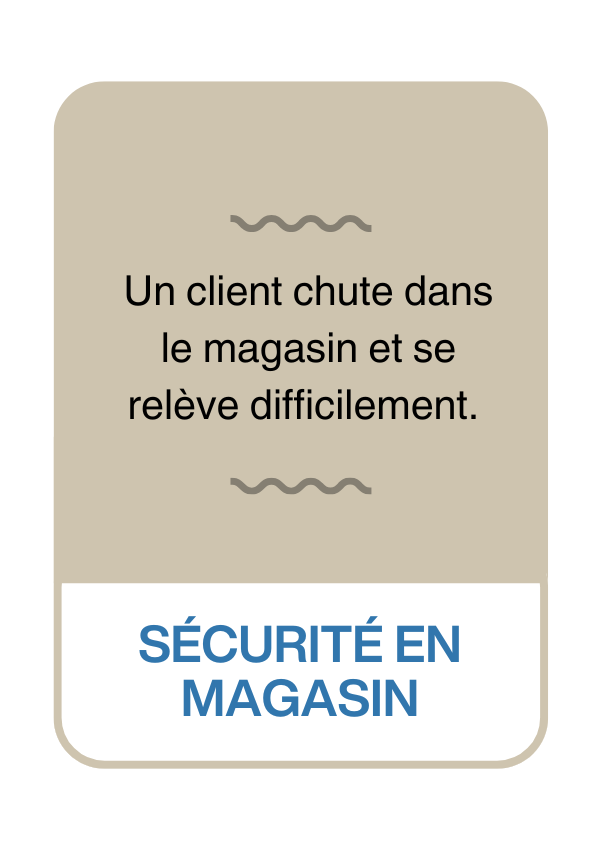 Un client chute dans
le magasin et se
relève difficilement.
SÉCURITÉ EN
MAGASIN